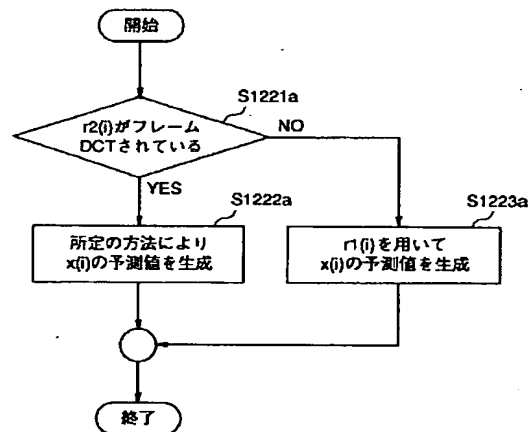 開始
S1221a
r2(i)がフレーム
DCTされている
NO
YES
S1222a
所定の方法により
x(i)の予測値を生成
S1223a
r1(i)を用いて
x(i)の予測値を生成
終了